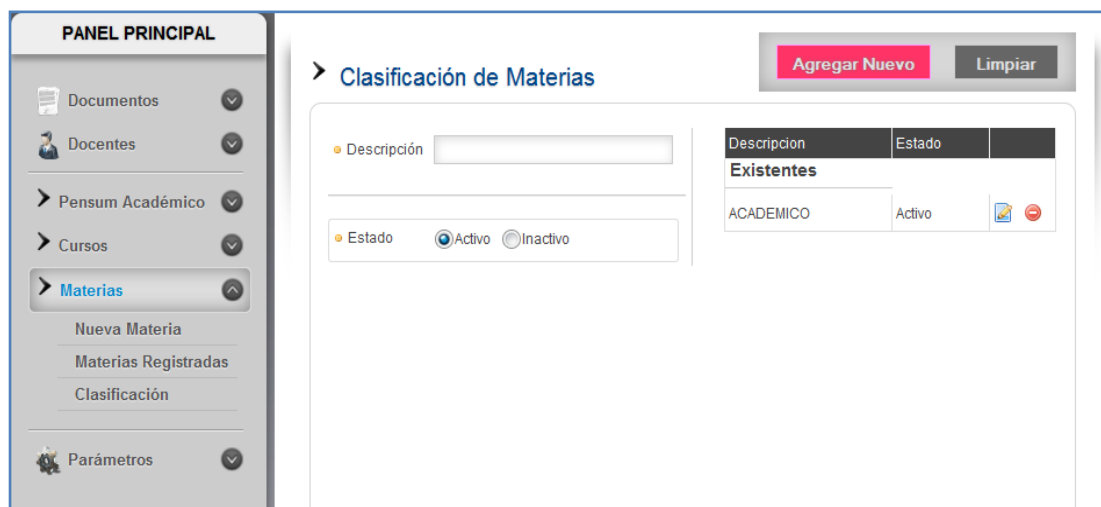 PANEL PRINCIPAL
Documentos
Docentes
Pensum Académico
Cursos
Materias
Nueva Materia
Materias Registradas
Clasificación
Parámetros
Clasificación de Materias
Agregar Nuevo Limpiar
Descripción
Estado Activo Inactivo
Descripcion Estado
Existentes
ACADEMICO Activo